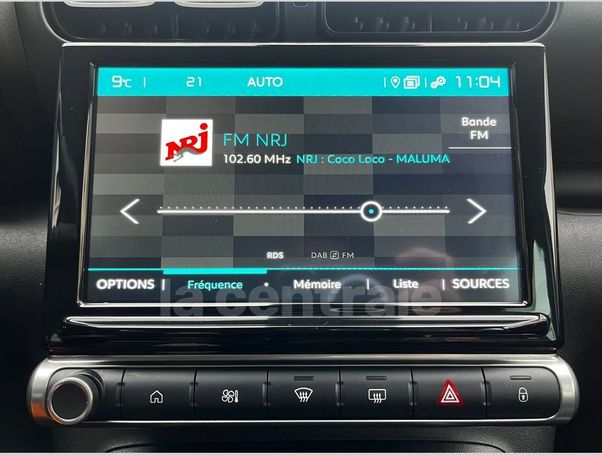 9°C 21 AUTO 11:04
NRJ
FM NRJ
102.60 MHz NRJ : Coco Loco - MALUMA
Bande
FM
RDS DAB FM
OPTIONS Fréquence Mémoire Liste SOURCES
la centrale